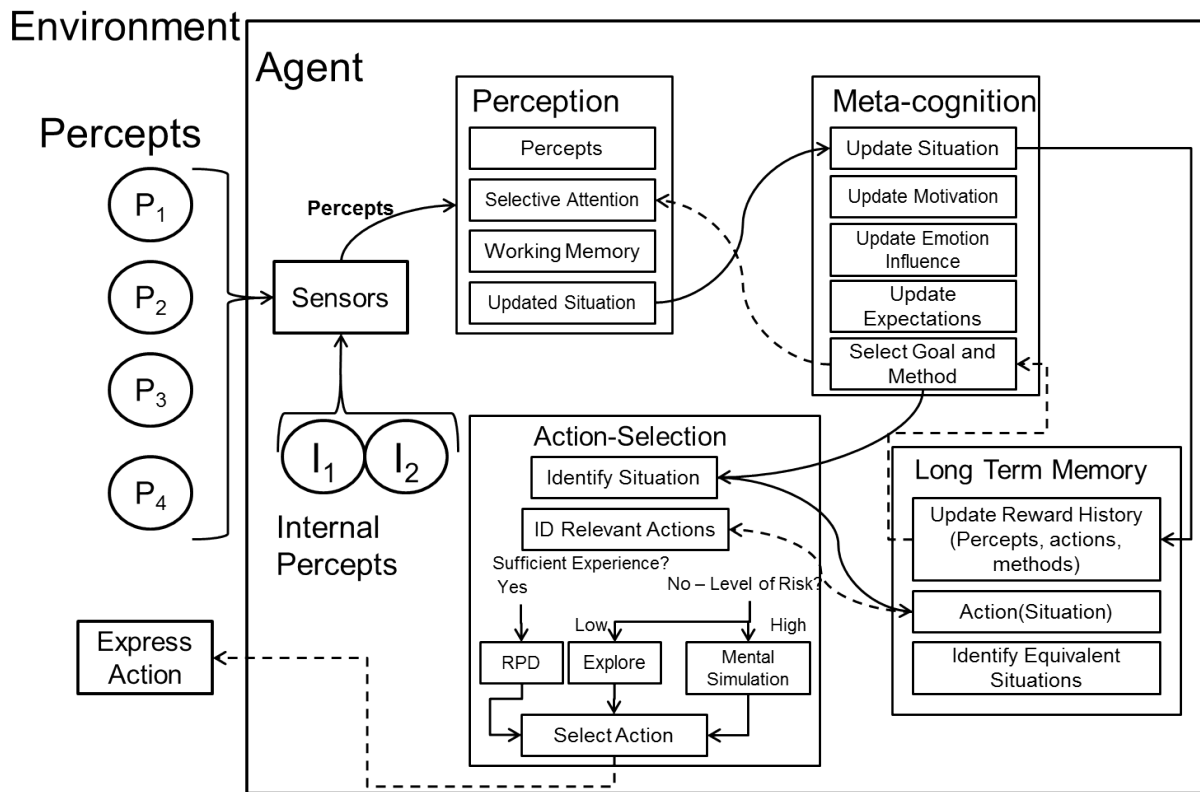 Environment
Agent
Percepts
P1
P2
P3
P4
Percepts
Sensors
I1
I2
Internal
Percepts
Express
Action
Perception
Percepts
Selective Attention
Working Memory
Updated Situation
Meta-cognition
Update Situation
Update Motivation
Update Emotion
Influence
Update
Expectations
Select Goal and
Method
Action-Selection
Identify Situation
ID Relevant Actions
Sufficient Experience?
Yes
No – Level of Risk?
Low
High
RPD
Explore
Mental
Simulation
Select Action
Long Term Memory
Update Reward History
(Percepts, actions,
methods)
Action(Situation)
Identify Equivalent
Situations